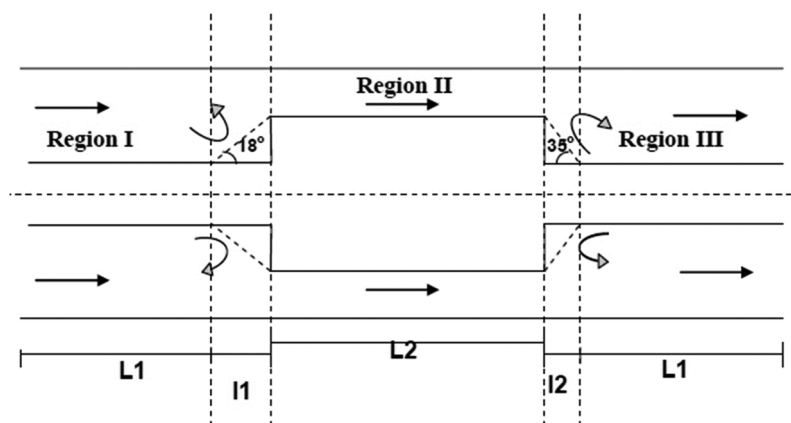 Region II
Region I
18°
35°
Region III
L1
L2
L1
l1
l2